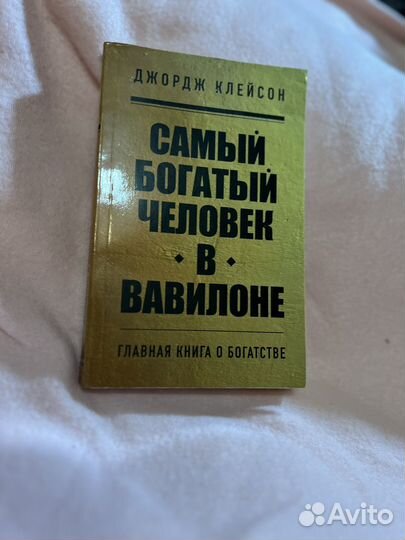 ДЖОРДЖ КЛЕЙСОН
САМЫЙ
БОГАТЫЙ
ЧЕЛОВЕК
• В •
ВАВИЛОНЕ
ГЛАВНАЯ КНИГА О БОГАТСТВЕ
Avito